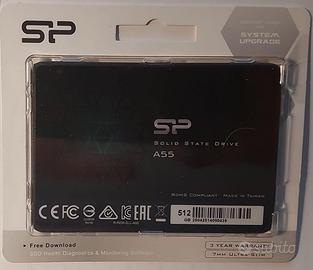 SP
SYSTEM
UPGRADE
SP
SOLID STATE DRIVE
A55
RoHS COMPLIANT MADE IN TAIWAN
512
GB
Free Download
SSD Health Diagnostics & Monitoring Software
3 YEAR WARRANTY
7MM ULTRA SLIM
subito